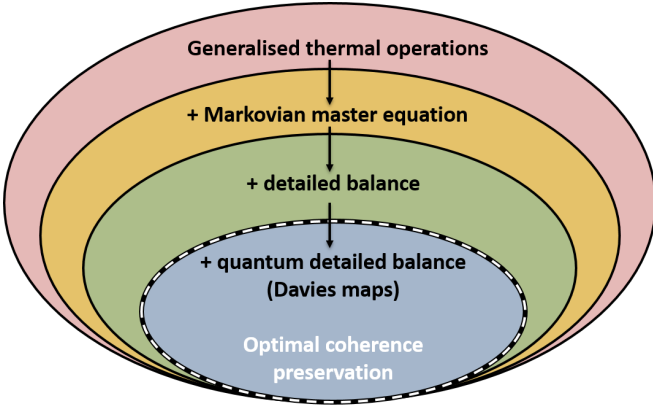 Generalised thermal operations
+ Markovian master equation
+ detailed balance
+ quantum detailed balance
(Davies maps)
Optimal coherence
preservation